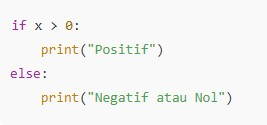 if x > 0:
    print("Positif")
else:
    print("Negatif atau Nol")